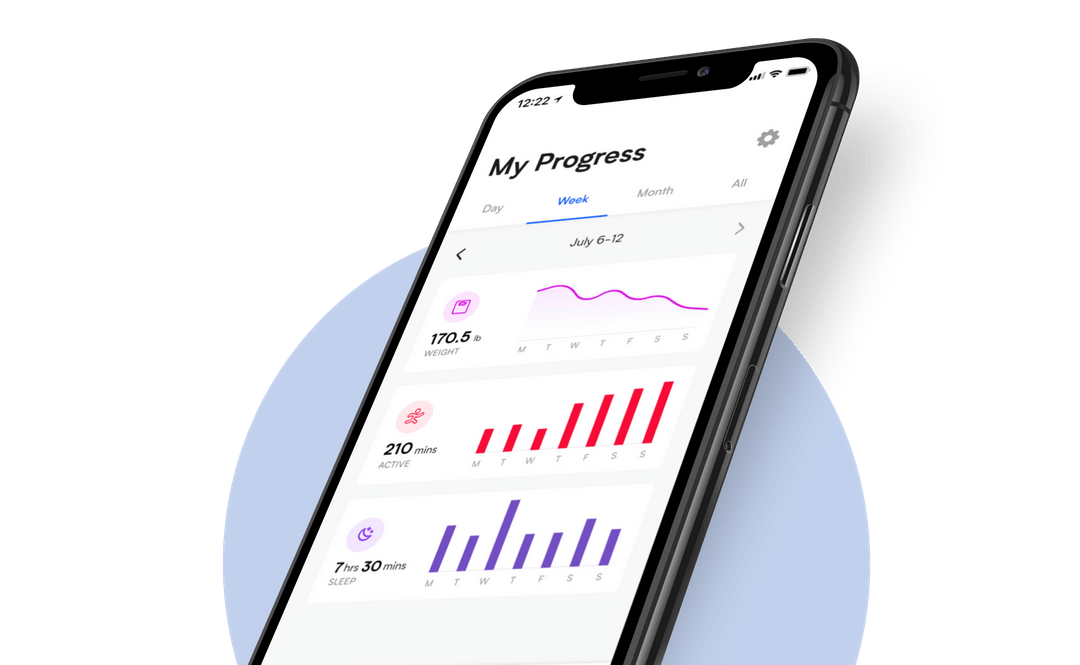 12:22
My Progress
Day Week Month All
July 6-12
170.5 lb
WEIGHT
M T W T F S S
210 mins
ACTIVE
M T W T F S S
7 hrs 30 mins
SLEEP
M T W T F S S